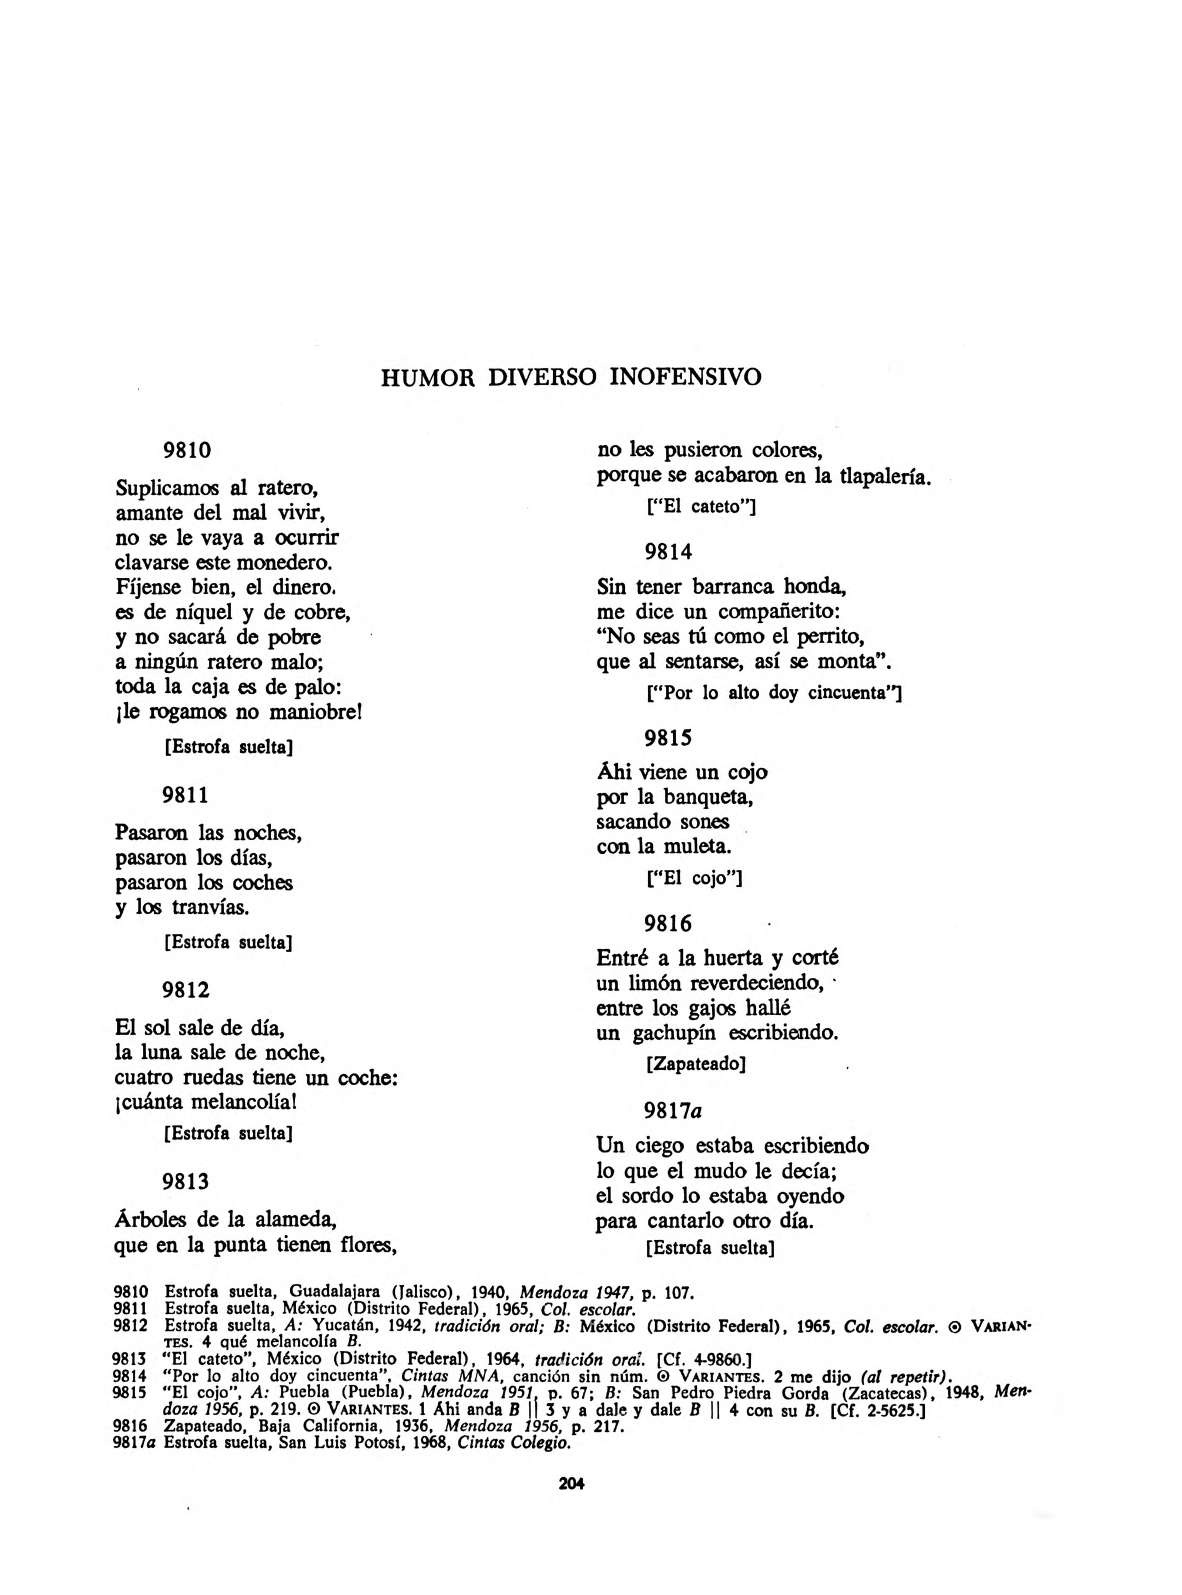 HUMOR DIVERSO INOFENSIVO
9810
Suplicamos al ratero,
amante del mal vivir,
no se le vaya a ocurrir
clavarse este monedero.
Fíjense bien, el dinero.
es de níquel y de cobre,
y no sacará de pobre
a ningún ratero malo;
toda la caja es de palo:
¡le rogamos no maniobre!
[Estrofa suelta]
9811
Pasaron las noches,
pasaron los días,
pasaron los coches
y los tranvías.
[Estrofa suelta]
9812
El sol sale de día,
la luna sale de noche,
cuatro ruedas tiene un coche:
¡cuánta melancolía!
[Estrofa suelta]
9813
Árboles de la alameda,
que en la punta tienen flores,
no les pusieron colores,
porque se acabaron en la tlapalería.
["El cateto"]
9814
Sin tener barranca honda,
me dice un compañerito:
"No seas tú como el perrito,
que al sentarse, así se monta".
["Por lo alto doy cincuenta"]
9815
Áhi viene un cojo
por la banqueta,
sacando sones
con la muleta.
["El cojo"]
9816
Entré a la huerta y corté
un limón reverdeciendo,
entre los gajos hallé
un gachupín escribiendo.
[Zapateado]
9817a
Un ciego estaba escribiendo
lo que el mudo le decía;
el sordo lo estaba oyendo
para cantarlo otro día.
[Estrofa suelta]
9810 Estrofa suelta, Guadalajara (Jalisco), 1940, Mendoza 1947, p. 107.
9811 Estrofa suelta, México (Distrito Federal), 1965, Col. escolar.
9812 Estrofa suelta, A: Yucatán, 1942, tradición oral; B: México (Distrito Federal), 1965, Col. escolar. ⊙ VARIAN-
TES. 4 qué melancolía B.
9813 "El cateto", México (Distrito Federal), 1964, tradición oral. [Cf. 4-9860.]
9814 "Por lo alto doy cincuenta", Cintas MNA, canción sin núm. ⊙ VARIANTES. 2 me dijo (al repetir).
9815 "El cojo", A: Puebla (Puebla), Mendoza 1951, p. 67; B: San Pedro Piedra Gorda (Zacatecas), 1948, Men-
doza 1956, p. 219. ⊙ VARIANTES. 1 Áhi anda B || 3 y a dale y dale B || 4 con su B. [Cf. 2-5625.]
9816 Zapateado, Baja California, 1936, Mendoza 1956, p. 217.
9817a Estrofa suelta, San Luis Potosí, 1968, Cintas Colegio.
204